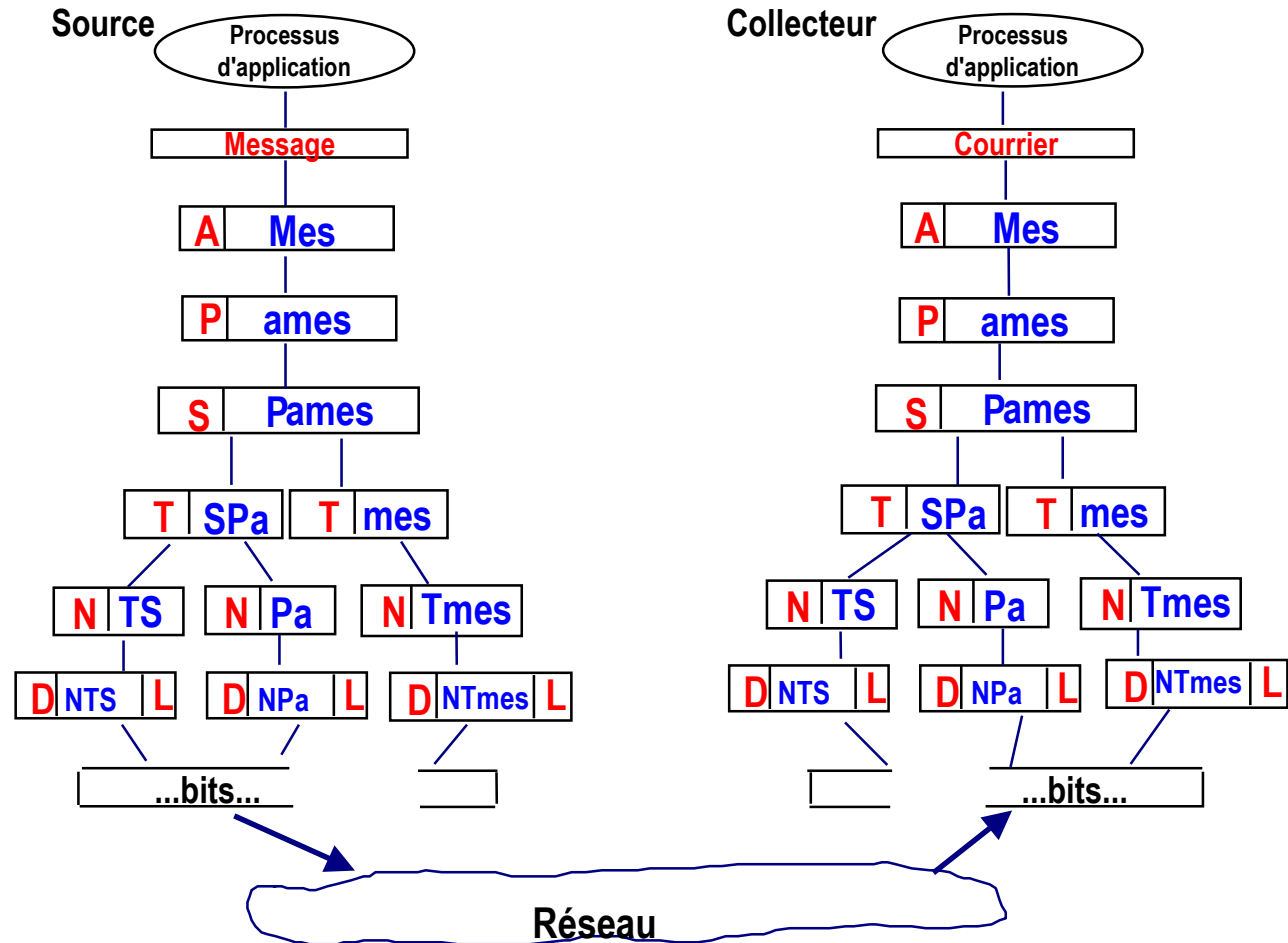 Source
Processus
d'application
Message
A Mes
P ames
S Pames
T SPa T mes
N TS N Pa N Tmes
D NTS L D NPa L D NTmes L
...bits...
Collecteur
Processus
d'application
Courrier
A Mes
P ames
S Pames
T SPa T mes
N TS N Pa N Tmes
D NTS L D NPa L D NTmes L
...bits...
Réseau